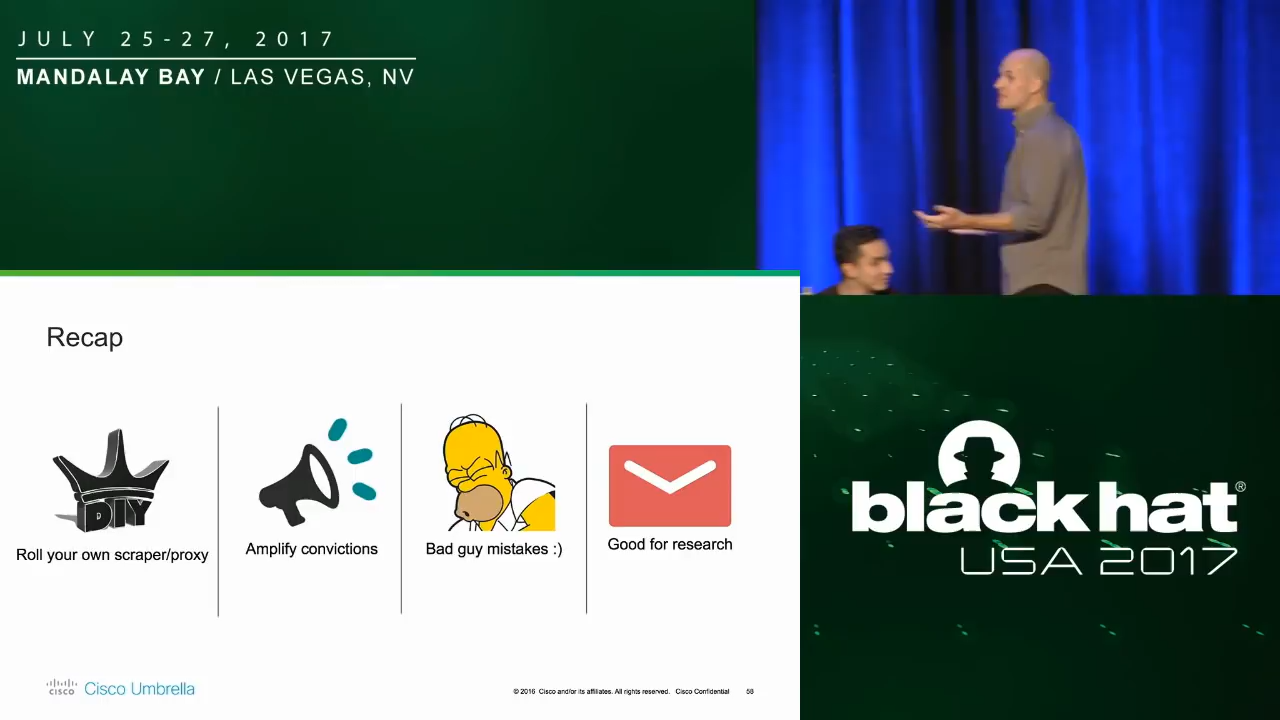 JULY 25-27, 2017
MANDALAY BAY / LAS VEGAS, NV
Recap
DIY
Roll your own scraper/proxy
Amplify convictions
Bad guy mistakes :)
Good for research
cisco Cisco Umbrella
© 2016 Cisco and/or its affiliates. All rights reserved. Cisco Confidential 58
black hat®
USA 2017